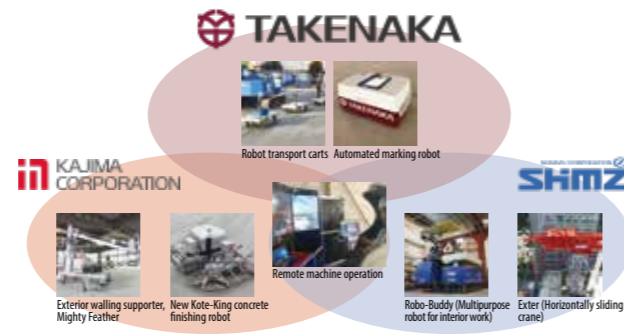 TAKENAKA
TAKENAKA
Robot transport carts
Automated marking robot
KAJIMA
CORPORATION
SHIMZ
Remote machine operation
Exterior walling supporter,
Mighty Feather
New Kote-King concrete
finishing robot
Robo-Buddy (Multipurpose
robot for interior work)
Exter (Horizontally sliding
crane)